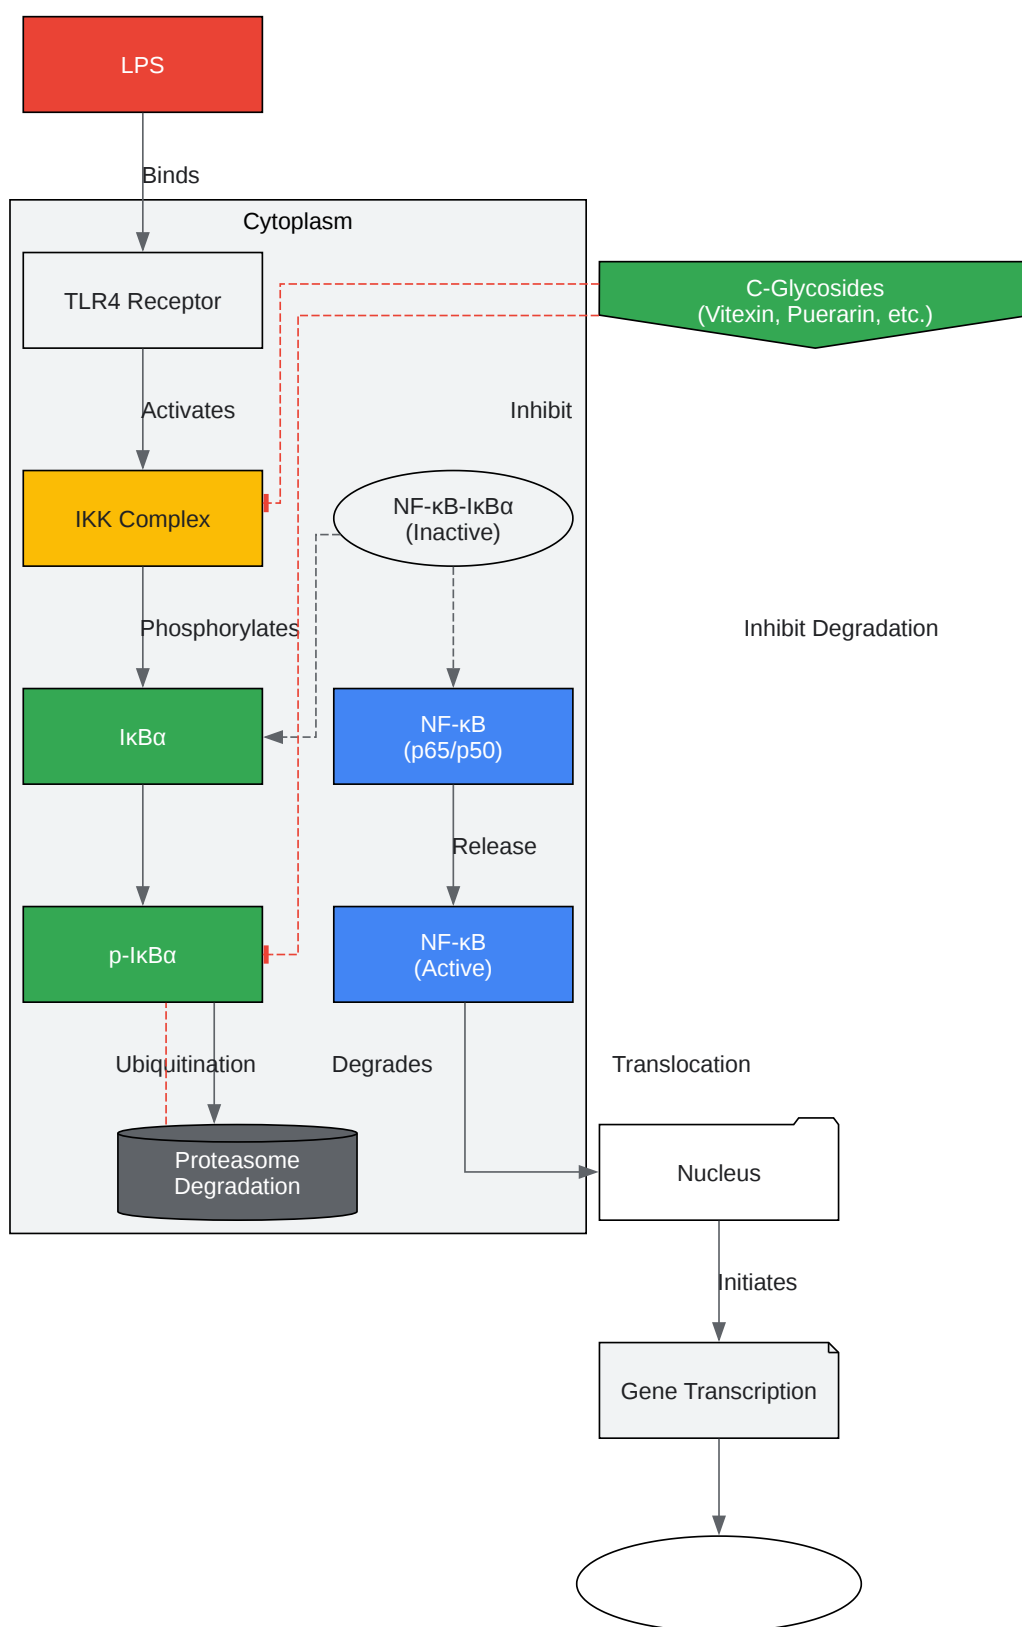 LPS
Binds
Cytoplasm
TLR4 Receptor
C-Glycosides
(Vitexin, Puerarin, etc.)
Activates
Inhibit
IKK Complex
NF-κB-IκBα
(Inactive)
Phosphorylates
Inhibit Degradation
IκBα
NF-κB
(p65/p50)
Release
p-IκBα
NF-κB
(Active)
Ubiquitination
Degrades
Translocation
Proteasome
Degradation
Nucleus
Initiates
Gene Transcription